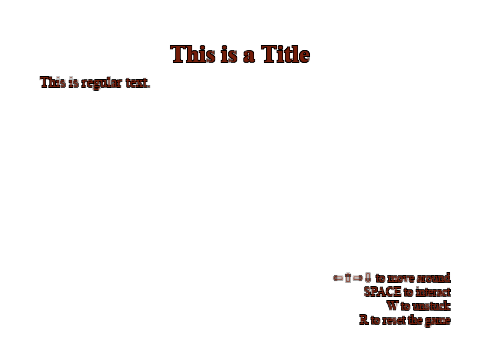 This is a Title
This is regular text.
⇦⇧⇨⇩ to move around
SPACE to interact
W to unstuck
R to reset the game